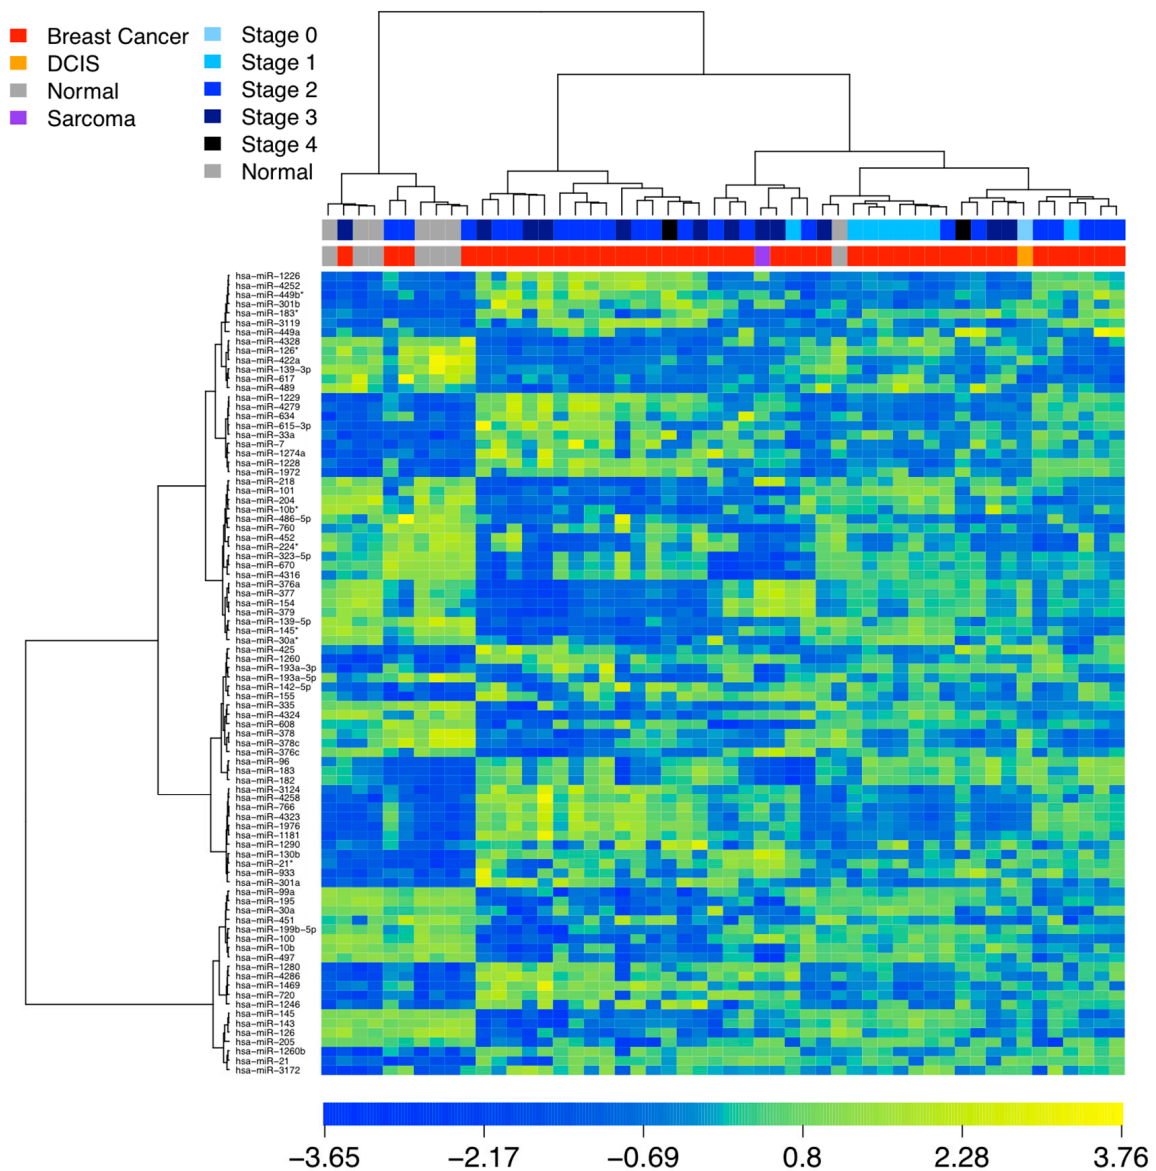 Breast Cancer
DCIS
Normal
Sarcoma
Stage 0
Stage 1
Stage 2
Stage 3
Stage 4
Normal
hsa-miR-1226
hsa-miR-4252
hsa-miR-449b*
hsa-miR-301b
hsa-miR-183*
hsa-miR-3119
hsa-miR-449a
hsa-miR-4328
hsa-miR-126*
hsa-miR-422a
hsa-miR-139-3p
hsa-miR-617
hsa-miR-489
hsa-miR-1229
hsa-miR-4279
hsa-miR-634
hsa-miR-615-3p
hsa-miR-33a
hsa-miR-7
hsa-miR-1274a
hsa-miR-1228
hsa-miR-1972
hsa-miR-218
hsa-miR-101
hsa-miR-204
hsa-miR-10b*
hsa-miR-486-5p
hsa-miR-760
hsa-miR-452
hsa-miR-224*
hsa-miR-323-5p
hsa-miR-670
hsa-miR-4316
hsa-miR-376a
hsa-miR-377
hsa-miR-154
hsa-miR-379
hsa-miR-139-5p
hsa-miR-145*
hsa-miR-30a*
hsa-miR-425
hsa-miR-1260
hsa-miR-193a-3p
hsa-miR-193a-5p
hsa-miR-142-5p
hsa-miR-155
hsa-miR-335
hsa-miR-4324
hsa-miR-608
hsa-miR-378
hsa-miR-378c
hsa-miR-376c
hsa-miR-96
hsa-miR-183
hsa-miR-182
hsa-miR-3124
hsa-miR-4258
hsa-miR-766
hsa-miR-4323
hsa-miR-1976
hsa-miR-1181
hsa-miR-1290
hsa-miR-130b
hsa-miR-21*
hsa-miR-933
hsa-miR-301a
hsa-miR-99a
hsa-miR-195
hsa-miR-30a
hsa-miR-451
hsa-miR-199b-5p
hsa-miR-100
hsa-miR-10b
hsa-miR-497
hsa-miR-1280
hsa-miR-4286
hsa-miR-1469
hsa-miR-720
hsa-miR-1246
hsa-miR-145
hsa-miR-143
hsa-miR-126
hsa-miR-205
hsa-miR-1260b
hsa-miR-21
hsa-miR-3172
−3.65 −2.17 −0.69 0.8 2.28 3.76